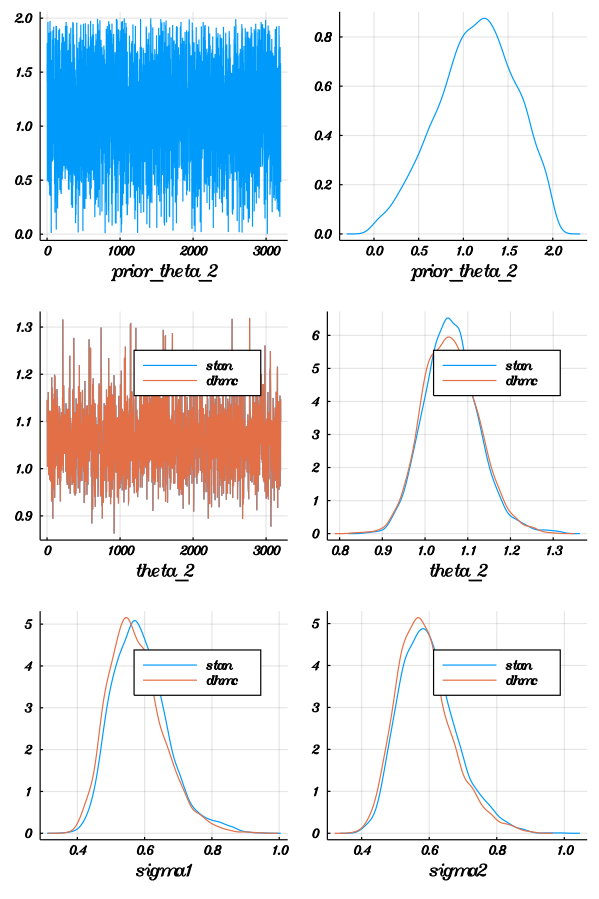 2.0
1.5
1.0
0.5
0.0
0 1000 2000 3000
prior_theta_2
0.8
0.6
0.4
0.2
0.0
0.0 0.5 1.0 1.5 2.0
prior_theta_2
1.3
1.2
1.1
1.0
0.9
stan
dhmc
0 1000 2000 3000
theta_2
6
5
4
3
2
1
0
stan
dhmc
0.8 0.9 1.0 1.1 1.2 1.3
theta_2
5
4
3
2
1
0
stan
dhmc
0.4 0.6 0.8 1.0
sigma1
5
4
3
2
1
0
stan
dhmc
0.4 0.6 0.8 1.0
sigma2